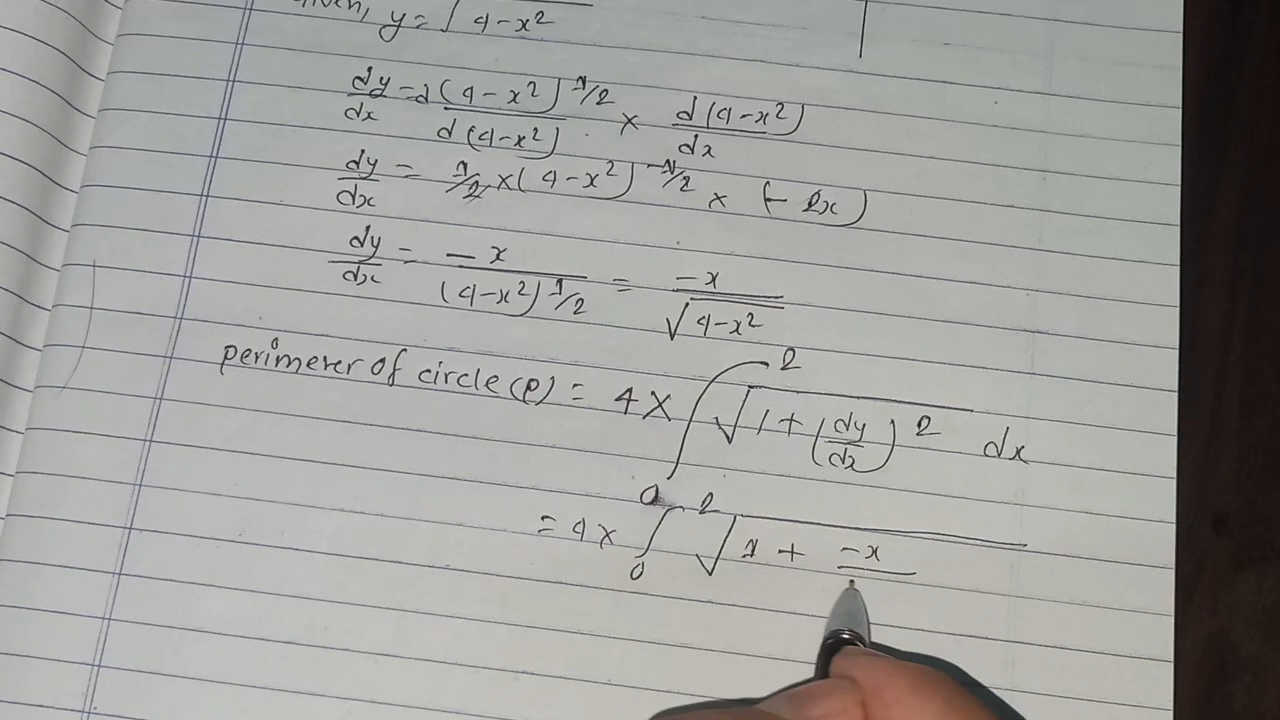 Given, y = √4-x²
dy/dx = d(4-x²)^1/2 / d(4-x²) × d(4-x²)/dx
dy/dx = 1/2 × (4-x²)^-1/2 × (-2x)
dy/dx = -x/(4-x²)^1/2 = -x/√4-x²
perimerer of circle (p) = 4 × ∫₀² √1+(dy/dx)² dx
= 4 × ∫₀² √1 + -x